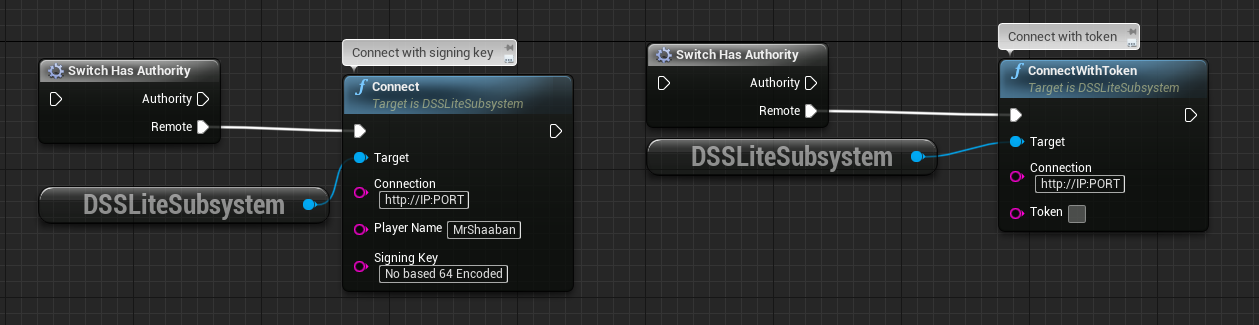 Connect with signing key
Switch Has Authority
Authority
Remote
DSSLiteSubsystem
Connect
Target is DSSLiteSubsystem
Target
Connection
http://IP:PORT
Player Name MrShaaban
Signing Key
No based 64 Encoded
Connect with token
Switch Has Authority
Authority
Remote
DSSLiteSubsystem
ConnectWithToken
Target is DSSLiteSubsystem
Target
Connection
http://IP:PORT
Token